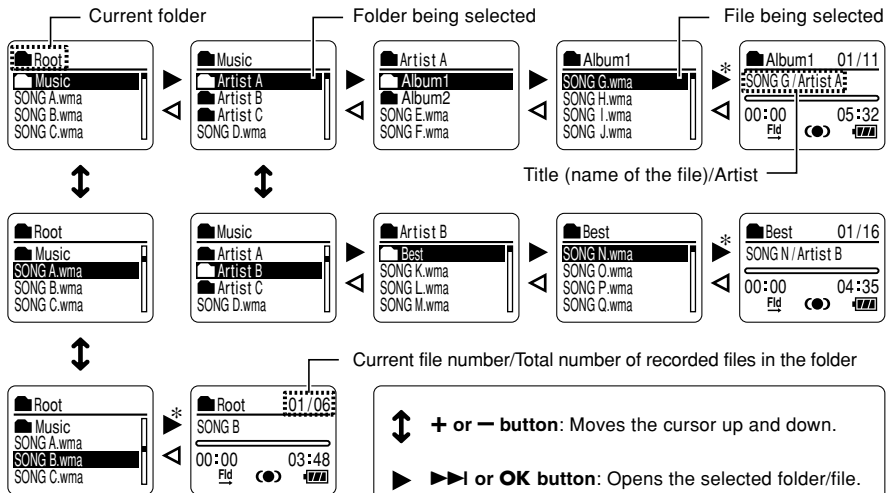 Current folder
Folder being selected
File being selected
Root
Music
SONG A.wma
SONG B.wma
SONG C.wma
Music
Artist A
Artist B
Artist C
SONG D.wma
Artist A
Album1
Album2
SONG E.wma
SONG F.wma
Album1
SONG G.wma
SONG H.wma
SONG I.wma
SONG J.wma
*
Album1 01/11
SONG G/Artist A
00:00 05:32
Fld
Title (name of the file)/Artist
Root
Music
SONG A.wma
SONG B.wma
SONG C.wma
Music
Artist A
Artist B
Artist C
SONG D.wma
Artist B
Best
SONG K.wma
SONG L.wma
SONG M.wma
Best
SONG N.wma
SONG O.wma
SONG P.wma
SONG Q.wma
*
Best 01/16
SONG N/Artist B
00:00 04:35
Fld
Current file number/Total number of recorded files in the folder
Root
Music
SONG A.wma
SONG B.wma
SONG C.wma
*
Root 01/06
SONG B
00:00 03:48
Fld
+ or − button: Moves the cursor up and down.
▶▶I or OK button: Opens the selected folder/file.